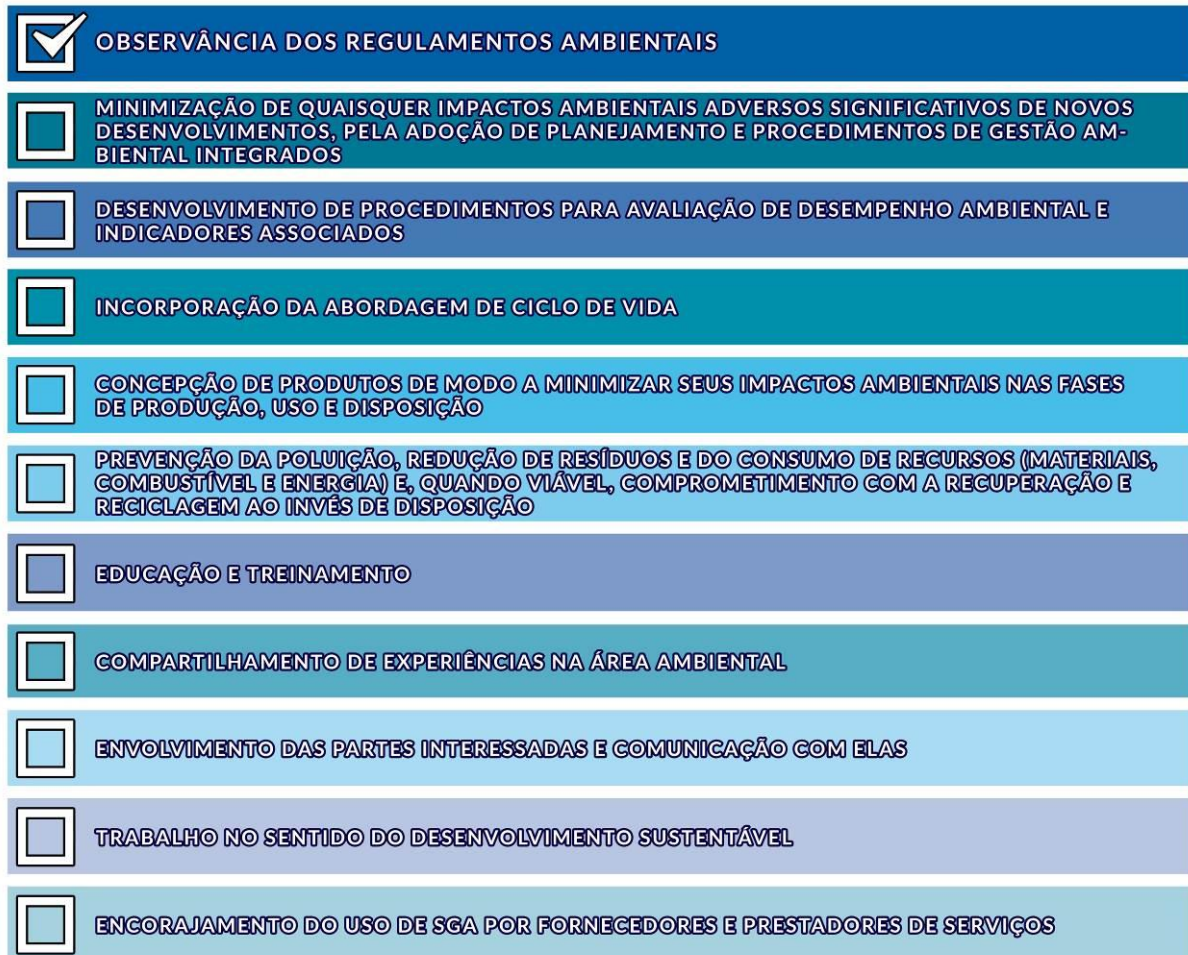 OBSERVÂNCIA DOS REGULAMENTOS AMBIENTAIS
MINIMIZAÇÃO DE QUAISQUER IMPACTOS AMBIENTAIS ADVERSOS SIGNIFICATIVOS DE NOVOS
DESENVOLVIMENTOS, PELA ADOÇÃO DE PLANEJAMENTO E PROCEDIMENTOS DE GESTÃO AM-
BIENTAL INTEGRADOS
DESENVOLVIMENTO DE PROCEDIMENTOS PARA AVALIAÇÃO DE DESEMPENHO AMBIENTAL E
INDICADORES ASSOCIADOS
INCORPORAÇÃO DA ABORDAGEM DE CICLO DE VIDA
CONCEPÇÃO DE PRODUTOS DE MODO A MINIMIZAR SEUS IMPACTOS AMBIENTAIS NAS FASES
DE PRODUÇÃO, USO E DISPOSIÇÃO
PREVENÇÃO DA POLUIÇÃO, REDUÇÃO DE RESÍDUOS E DO CONSUMO DE RECURSOS (MATERIAIS,
COMBUSTÍVEL E ENERGIA) E, QUANDO VIÁVEL, COMPROMETIMENTO COM A RECUPERAÇÃO E
RECICLAGEM AO INVÉS DE DISPOSIÇÃO
EDUCAÇÃO E TREINAMENTO
COMPARTILHAMENTO DE EXPERIÊNCIAS NA ÁREA AMBIENTAL
ENVOLVIMENTO DAS PARTES INTERESSADAS E COMUNICAÇÃO COM ELAS
TRABALHO NO SENTIDO DO DESENVOLVIMENTO SUSTENTÁVEL
ENCORAJAMENTO DO USO DE SGA POR FORNECEDORES E PRESTADORES DE SERVIÇOS